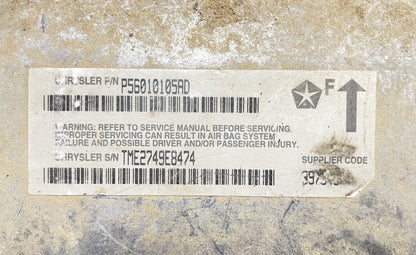 CHRYSLER P/N P56010105AD
F
WARNING: REFER TO SERVICE MANUAL BEFORE SERVICING.
IMPROPER SERVICING CAN RESULT IN AIR BAG SYSTEM
FAILURE AND POSSIBLE DRIVER AND/OR PASSENGER INJURY.
CHRYSLER S/N TME2749E8474
SUPPLIER CODE